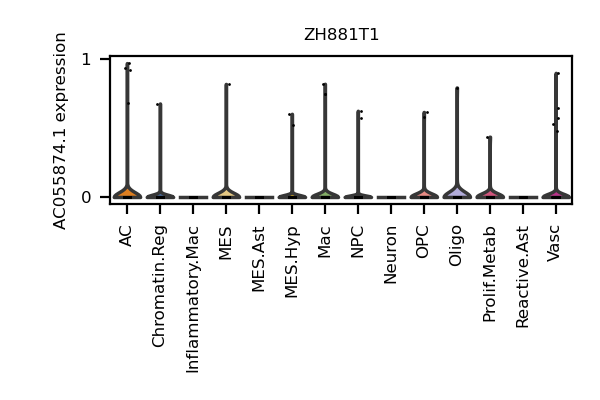 ZH881T1
AC055874.1 expression
1
0
AC
Chromatin.Reg
Inflammatory.Mac
MES
MES.Ast
MES.Hyp
Mac
NPC
Neuron
OPC
Oligo
Prolif.Metab
Reactive.Ast
Vasc